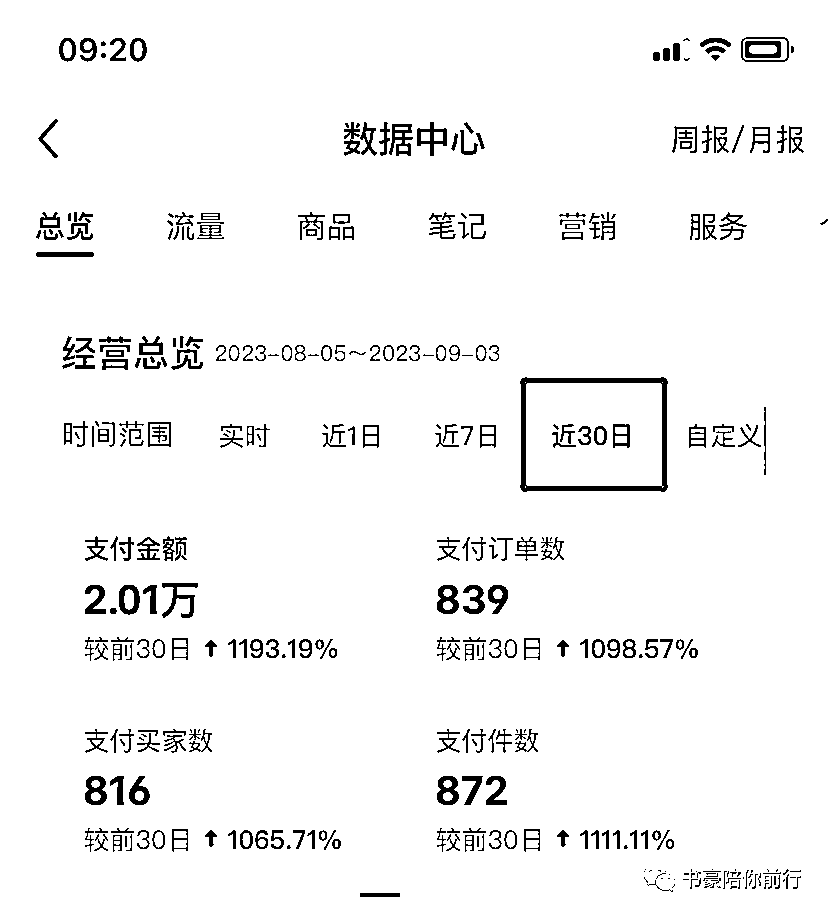 09:20
数据中心 周报/月报
总览 流量 商品 笔记 营销 服务
经营总览 2023-08-05～2023-09-03
时间范围 实时 近1日 近7日 近30日 自定义
支付金额 支付订单数
2.01万 839
较前30日 ↑ 1193.19% 较前30日 ↑ 1098.57%
支付买家数 支付件数
816 872
较前30日 ↑ 1065.71% 较前30日 ↑ 1111.11%
书豪陪你前行